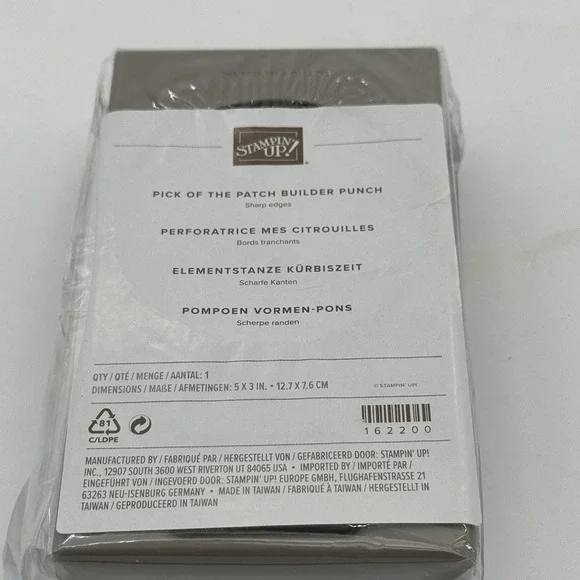 STAMPIN'
UP!®
PICK OF THE PATCH BUILDER PUNCH
Sharp edges
PERFORATRICE MES CITROUILLES
Bords tranchants
ELEMENTSTANZE KÜRBISZEIT
Scharfe Kanten
POMPOEN VORMEN-PONS
Scherpe randen
QTY / QTÉ / MENGE / AANTAL: 1
DIMENSIONS / MAßE / AFMETINGEN: 5 X 3 IN. • 12.7 X 7.6 CM
© STAMPIN' UP!
81
C/LDPE
162200
MANUFACTURED BY / FABRIQUÉ PAR / HERGESTELLT VON / GEFABRICEERD DOOR: STAMPIN' UP!
INC., 12907 SOUTH 3600 WEST RIVERTON UT 84065 USA • IMPORTED BY / IMPORTÉ PAR /
EINGEFÜHRT VON / INGEVOERD DOOR: STAMPIN' UP! EUROPE GMBH, FLUGHAFENSTRASSE 21
63263 NEU-ISENBURG GERMANY • MADE IN TAIWAN / FABRIQUÉ À TAIWAN / HERGESTELLT IN
TAIWAN / GEPRODUCEERD IN TAIWAN